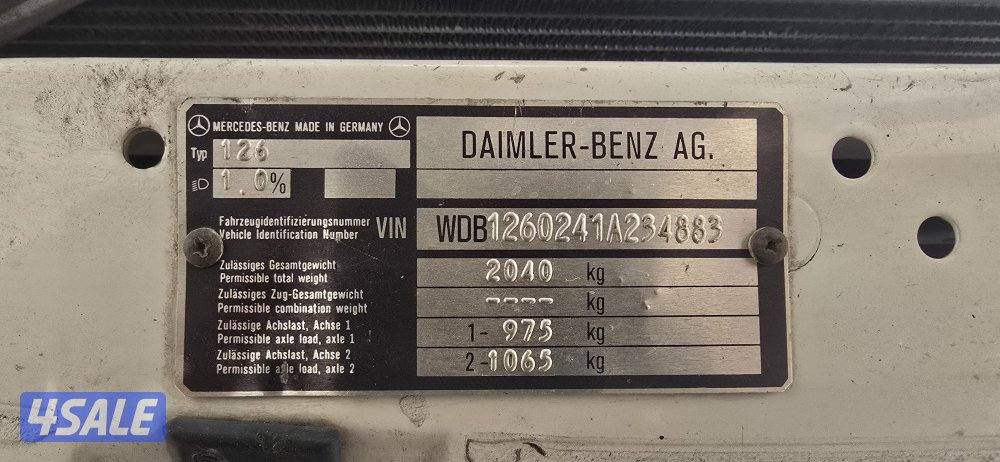 MERCEDES-BENZ MADE IN GERMANY
DAIMLER-BENZ AG.
Typ 126
1.0%
Fahrzeugidentifizierungsnummer
Vehicle Identification Number
VIN WDB1260241A234883
Zulässiges Gesamtgewicht
Permissible total weight
2040 kg
Zulässiges Zug-Gesamtgewicht
Permissible combination weight
---- kg
Zulässige Achslast, Achse 1
Permissible axle load, axle 1
1- 975 kg
Zulässige Achslast, Achse 2
Permissible axle load, axle 2
2-1065 kg
4SALE